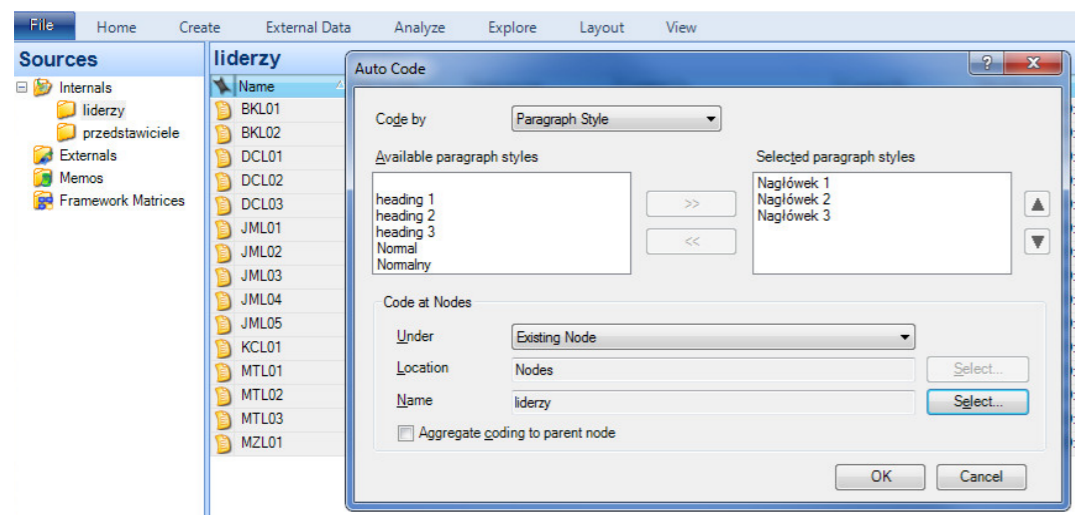 File Home Create External Data Analyze Explore Layout View
Sources
Internals
liderzy
przedstawiciele
Externals
Memos
Framework Matrices
liderzy
Name
BKL01
BKL02
DCL01
DCL02
DCL03
JML01
JML02
JML03
JML04
JML05
KCL01
MTL01
MTL02
MTL03
MZL01
Auto Code
Code by Paragraph Style
Available paragraph styles
heading 1
heading 2
heading 3
Normal
Normalny
>>
<<
Selected paragraph styles
Nagłówek 1
Nagłówek 2
Nagłówek 3
Code at Nodes
Under Existing Node
Location Nodes Select...
Name liderzy Select...
Aggregate coding to parent node
OK Cancel